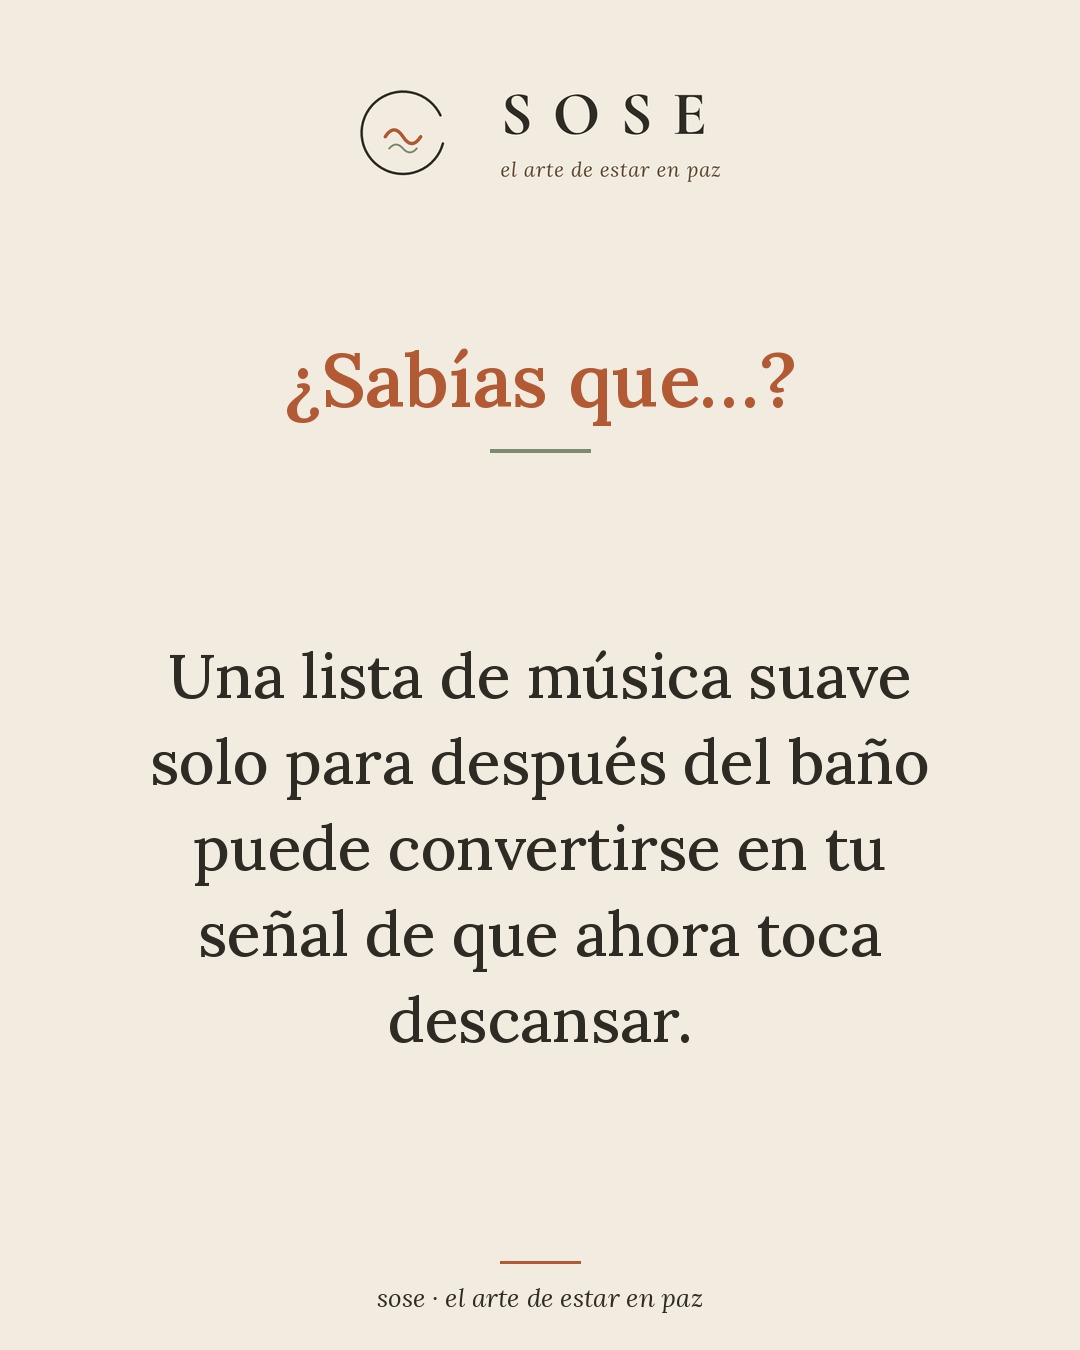 SOSE
el arte de estar en paz
¿Sabías que...?
Una lista de música suave
solo para después del baño
puede convertirse en tu
señal de que ahora toca
descansar.
sose · el arte de estar en paz